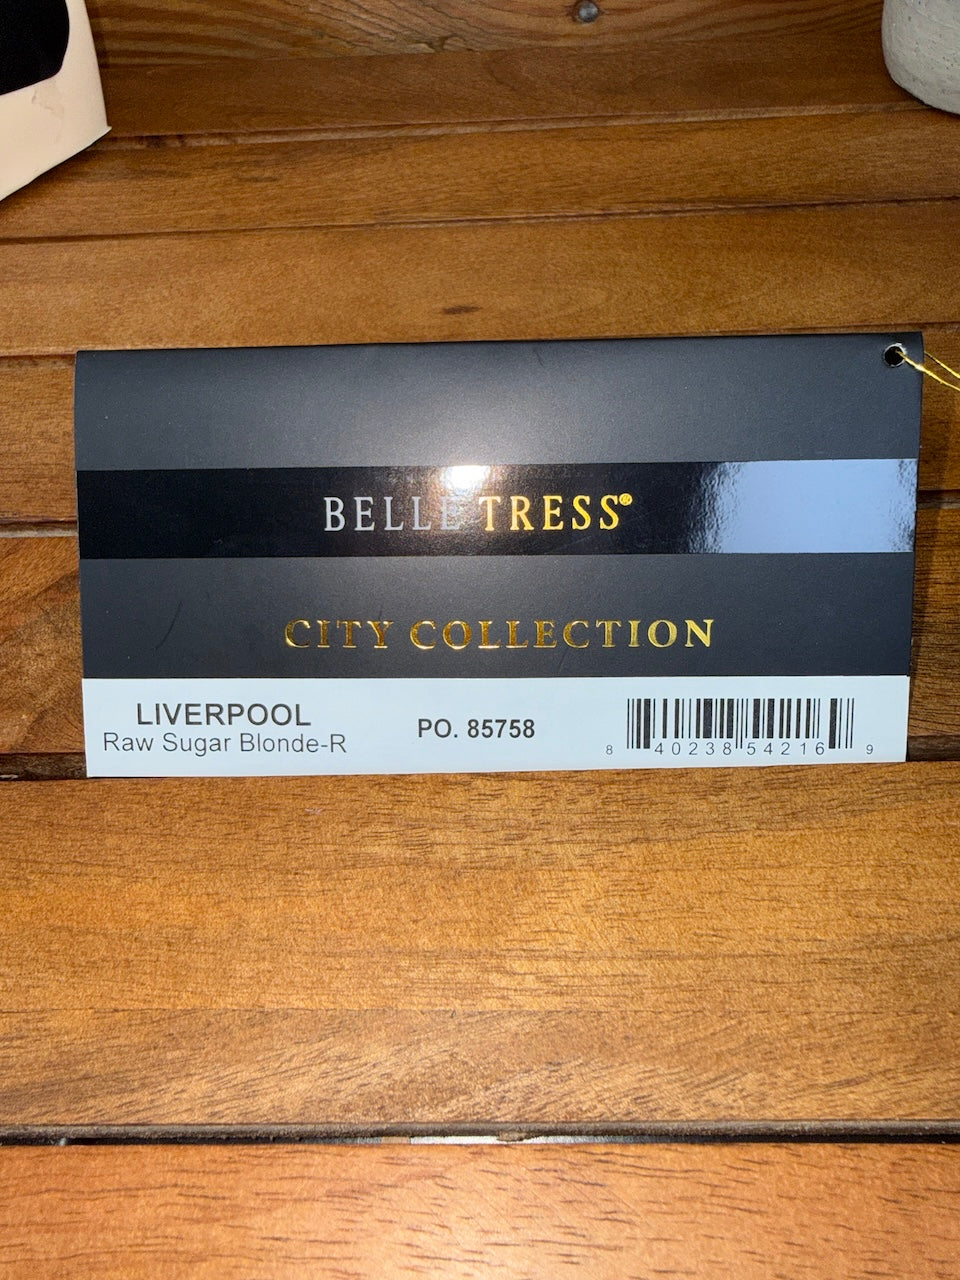 BELLE TRESS®
CITY COLLECTION
LIVERPOOL
Raw Sugar Blonde-R
PO. 85758
8 40238 54216 9